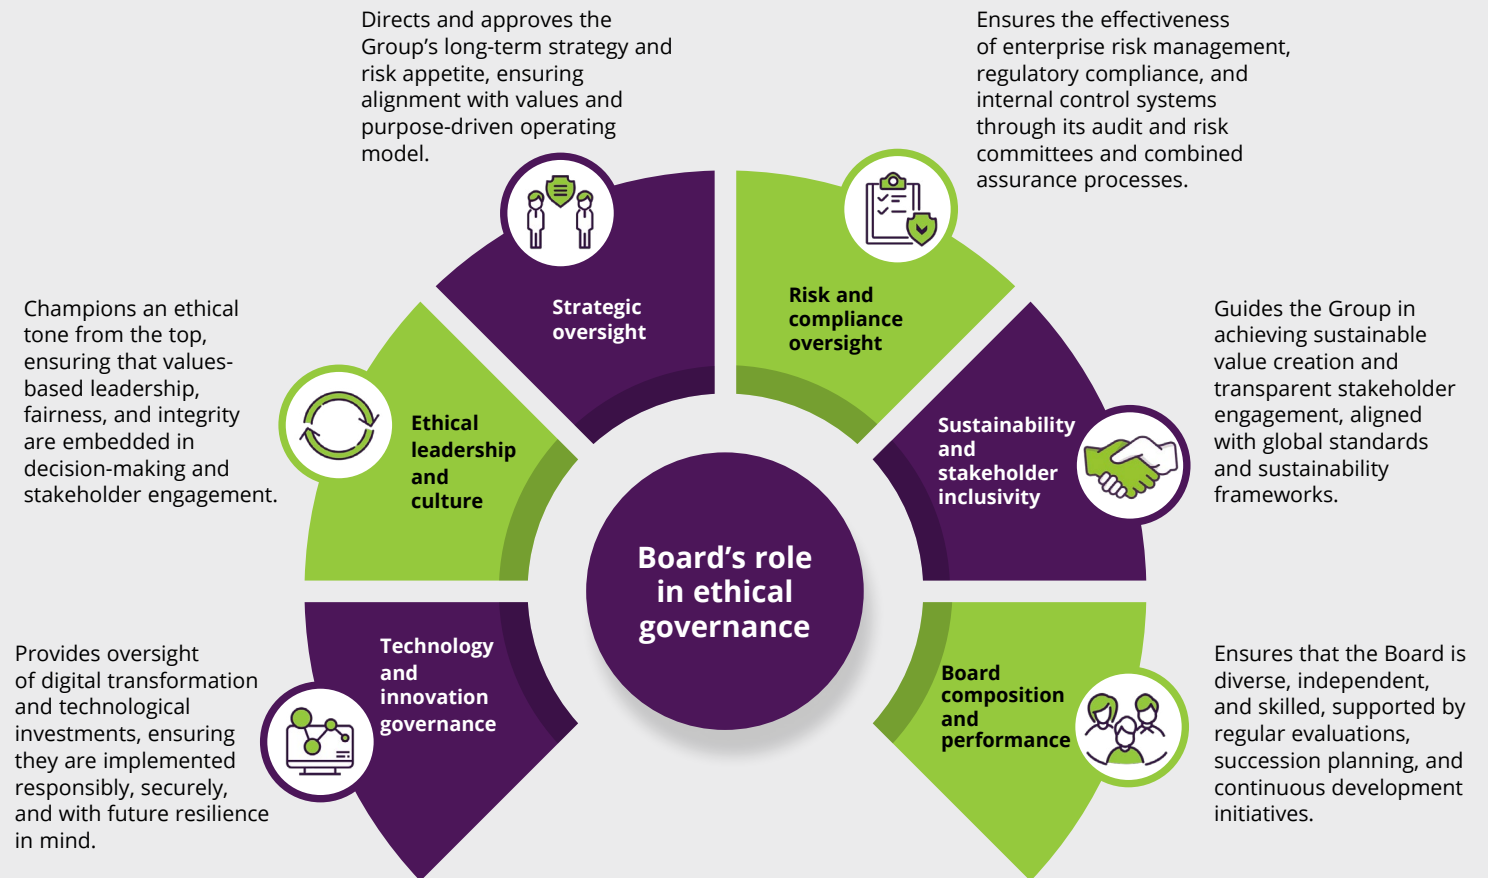 Directs and approves the
Group’s long-term strategy and
risk appetite, ensuring
alignment with values and
purpose-driven operating
model.
Ensures the effectiveness
of enterprise risk management,
regulatory compliance, and
internal control systems
through its audit and risk
committees and combined
assurance processes.
Strategic
oversight
Risk and
compliance
oversight
Champions an ethical
tone from the top,
ensuring that values-
based leadership,
fairness, and integrity
are embedded in
decision-making and
stakeholder engagement.
Ethical
leadership
and
culture
Sustainability
and
stakeholder
inclusivity
Guides the Group in
achieving sustainable
value creation and
transparent stakeholder
engagement, aligned
with global standards
and sustainability
frameworks.
Board’s role
in ethical
governance
Provides oversight
of digital transformation
and technological
investments, ensuring
they are implemented
responsibly, securely,
and with future resilience
in mind.
Technology
and
innovation
governance
Board
composition
and
performance
Ensures that the Board is
diverse, independent,
and skilled, supported by
regular evaluations,
succession planning, and
continuous development
initiatives.